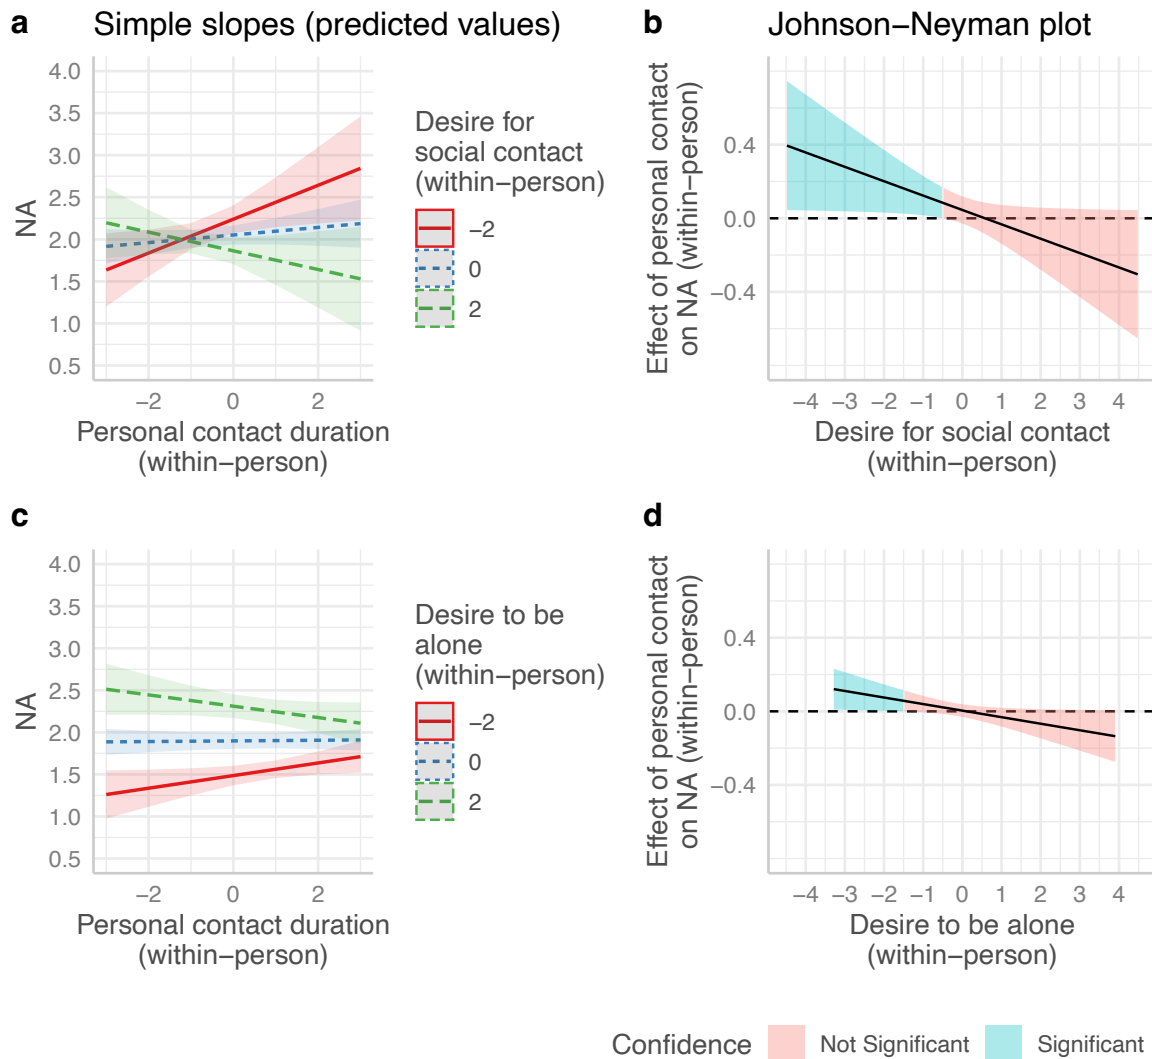 a
Simple slopes (predicted values)
4.0
3.5
3.0
2.5
2.0
1.5
1.0
0.5
NA
−2
0
2
Personal contact duration
(within−person)
Desire for
social contact
(within−person)
−2
0
2
b
Johnson−Neyman plot
Effect of personal contact
on NA (within−person)
0.4
0.0
−0.4
−4
−3
−2
−1
0
1
2
3
4
Desire for social contact
(within−person)
c
4.0
3.5
3.0
2.5
2.0
1.5
1.0
0.5
NA
−2
0
2
Personal contact duration
(within−person)
Desire to be
alone
(within−person)
−2
0
2
d
Effect of personal contact
on NA (within−person)
0.4
0.0
−0.4
−4
−3
−2
−1
0
1
2
3
4
Desire to be alone
(within−person)
Confidence
Not Significant
Significant